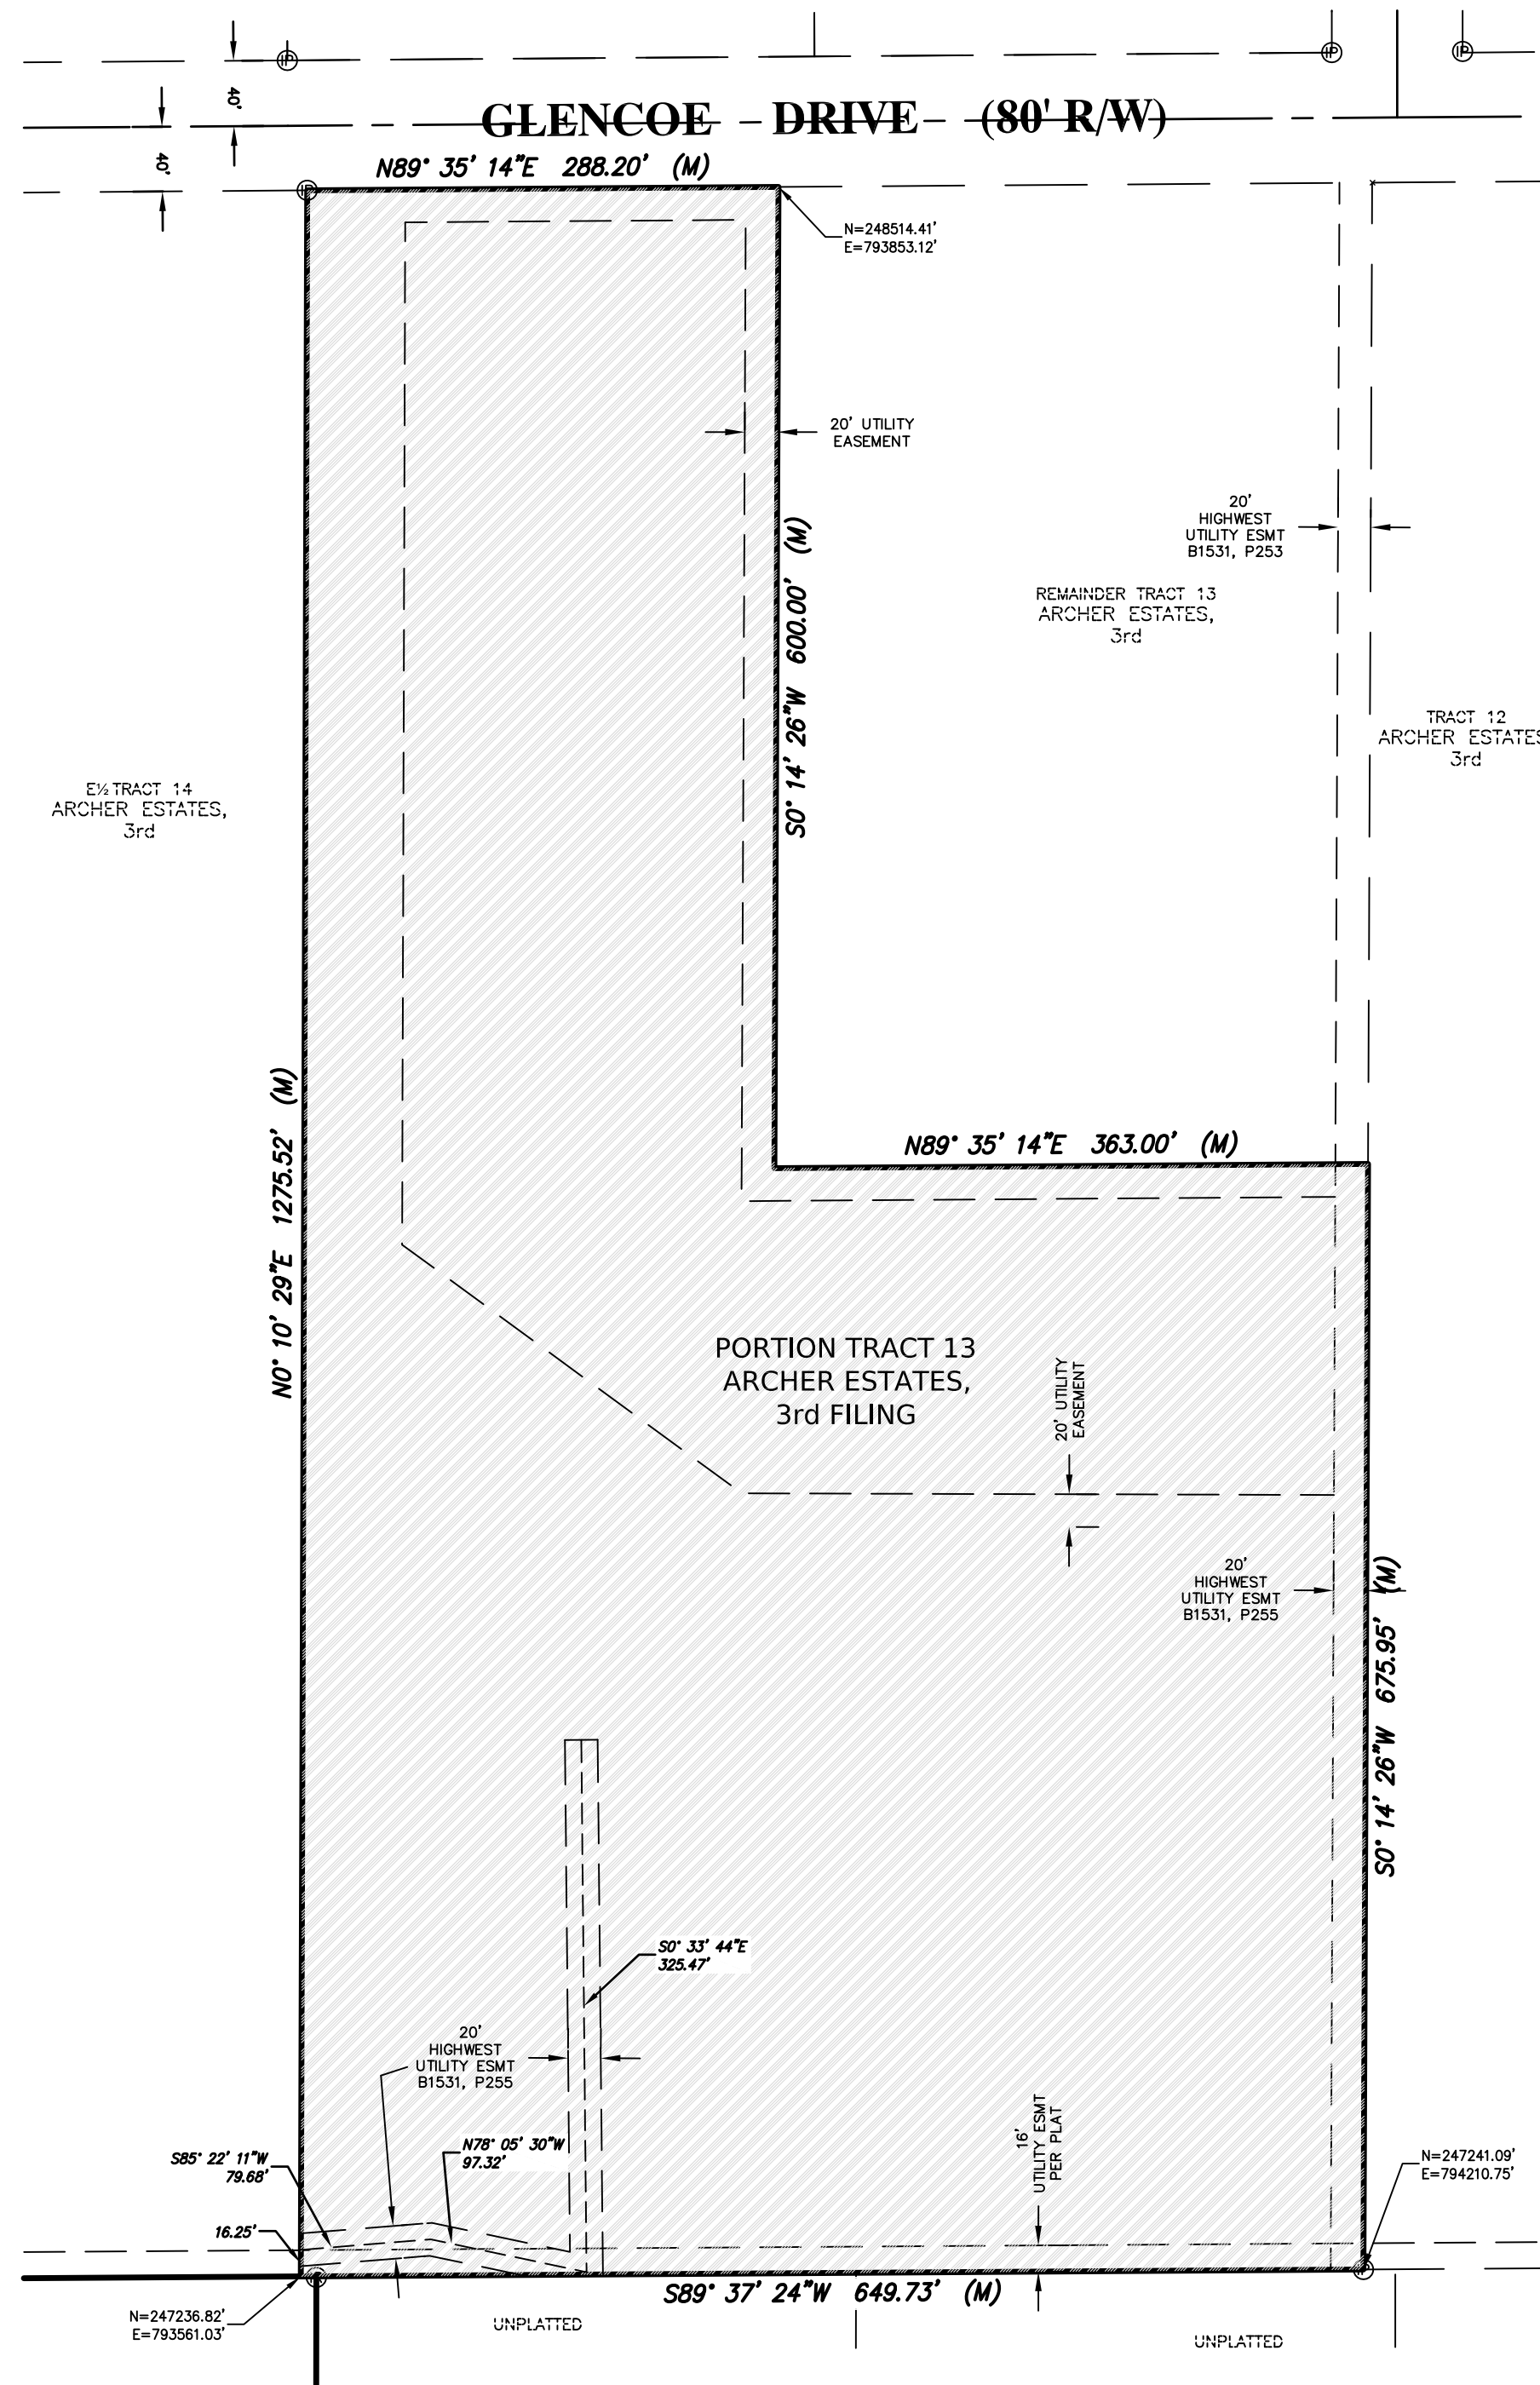 IP
IP
IP
40'
40'
GLENCOE DRIVE (80' R/W)
N89° 35' 14"E 288.20' (M)
IP
N=248514.41'
E=793853.12'
20' UTILITY
EASEMENT
20'
HIGHWEST
UTILITY ESMT
B1531, P253
S0° 14' 26"W 600.00' (M)
REMAINDER TRACT 13
ARCHER ESTATES,
3rd
TRACT 12
ARCHER ESTATES
3rd
E½ TRACT 14
ARCHER ESTATES,
3rd
N0° 10' 29"E 1275.52' (M)
N89° 35' 14"E 363.00' (M)
PORTION TRACT 13
ARCHER ESTATES,
3rd FILING
20' UTILITY
EASEMENT
20'
HIGHWEST
UTILITY ESMT
B1531, P255
S0° 14' 26"W 675.95' (M)
S0° 33' 44"E
325.47'
20'
HIGHWEST
UTILITY ESMT
B1531, P255
16'
UTILITY ESMT
PER PLAT
S85° 22' 11"W
79.68'
N78° 05' 30"W
97.32'
N=247241.09'
E=794210.75'
16.25'
S89° 37' 24"W 649.73' (M)
N=247236.82'
E=793561.03'
UNPLATTED
UNPLATTED